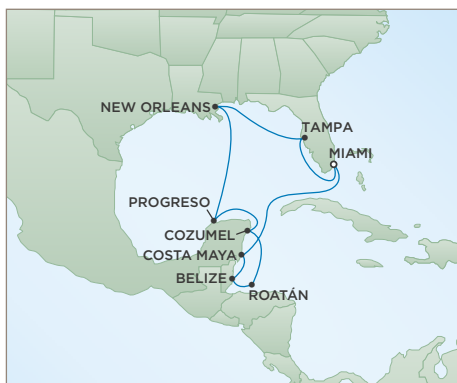 NEW ORLEANS
TAMPA
MIAMI
PROGRESO
COZUMEL
COSTA MAYA
BELIZE
ROATÁN